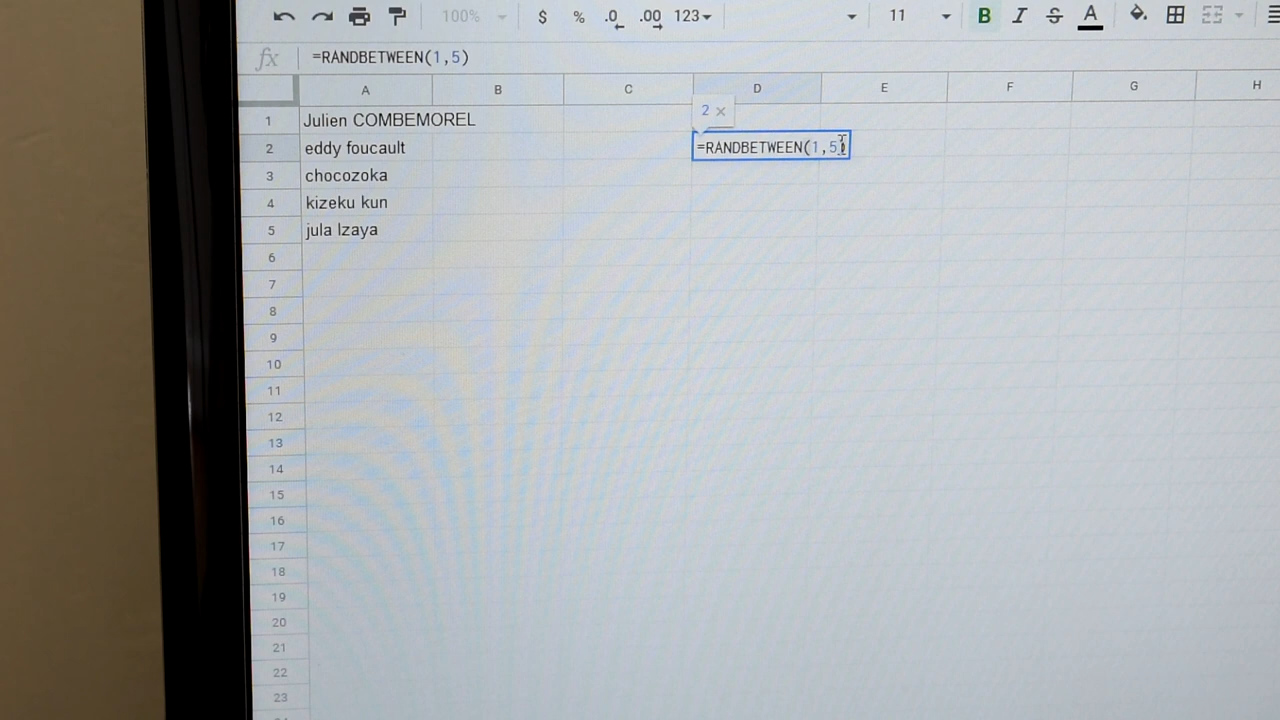 100% $ % .0 .00 123 11 B I S A
fx =RANDBETWEEN(1,5)
A B C D E F G H
2 ×
1 Julien COMBEMOREL
2 eddy foucault =RANDBETWEEN(1,5)
3 chocozoka
4 kizeku kun
5 jula Izaya
6
7
8
9
10
11
12
13
14
15
16
17
18
19
20
21
22
23